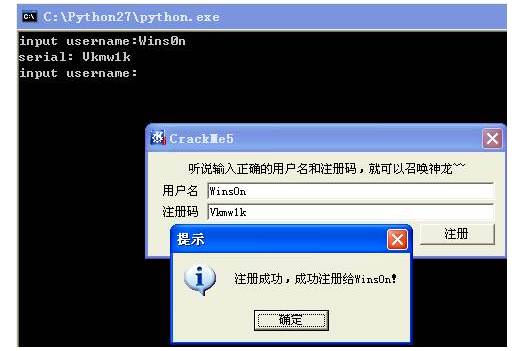 C:\Python27\python.exe
input username:Wins0n
serial: Vkmw1k
input username:
CrackMe5
听说输入正确的用户名和注册码，就可以召唤神龙~~
用户名 Wins0n
注册码 Vkmw1k
注册
提示
注册成功，成功注册给Wins0n!
确定